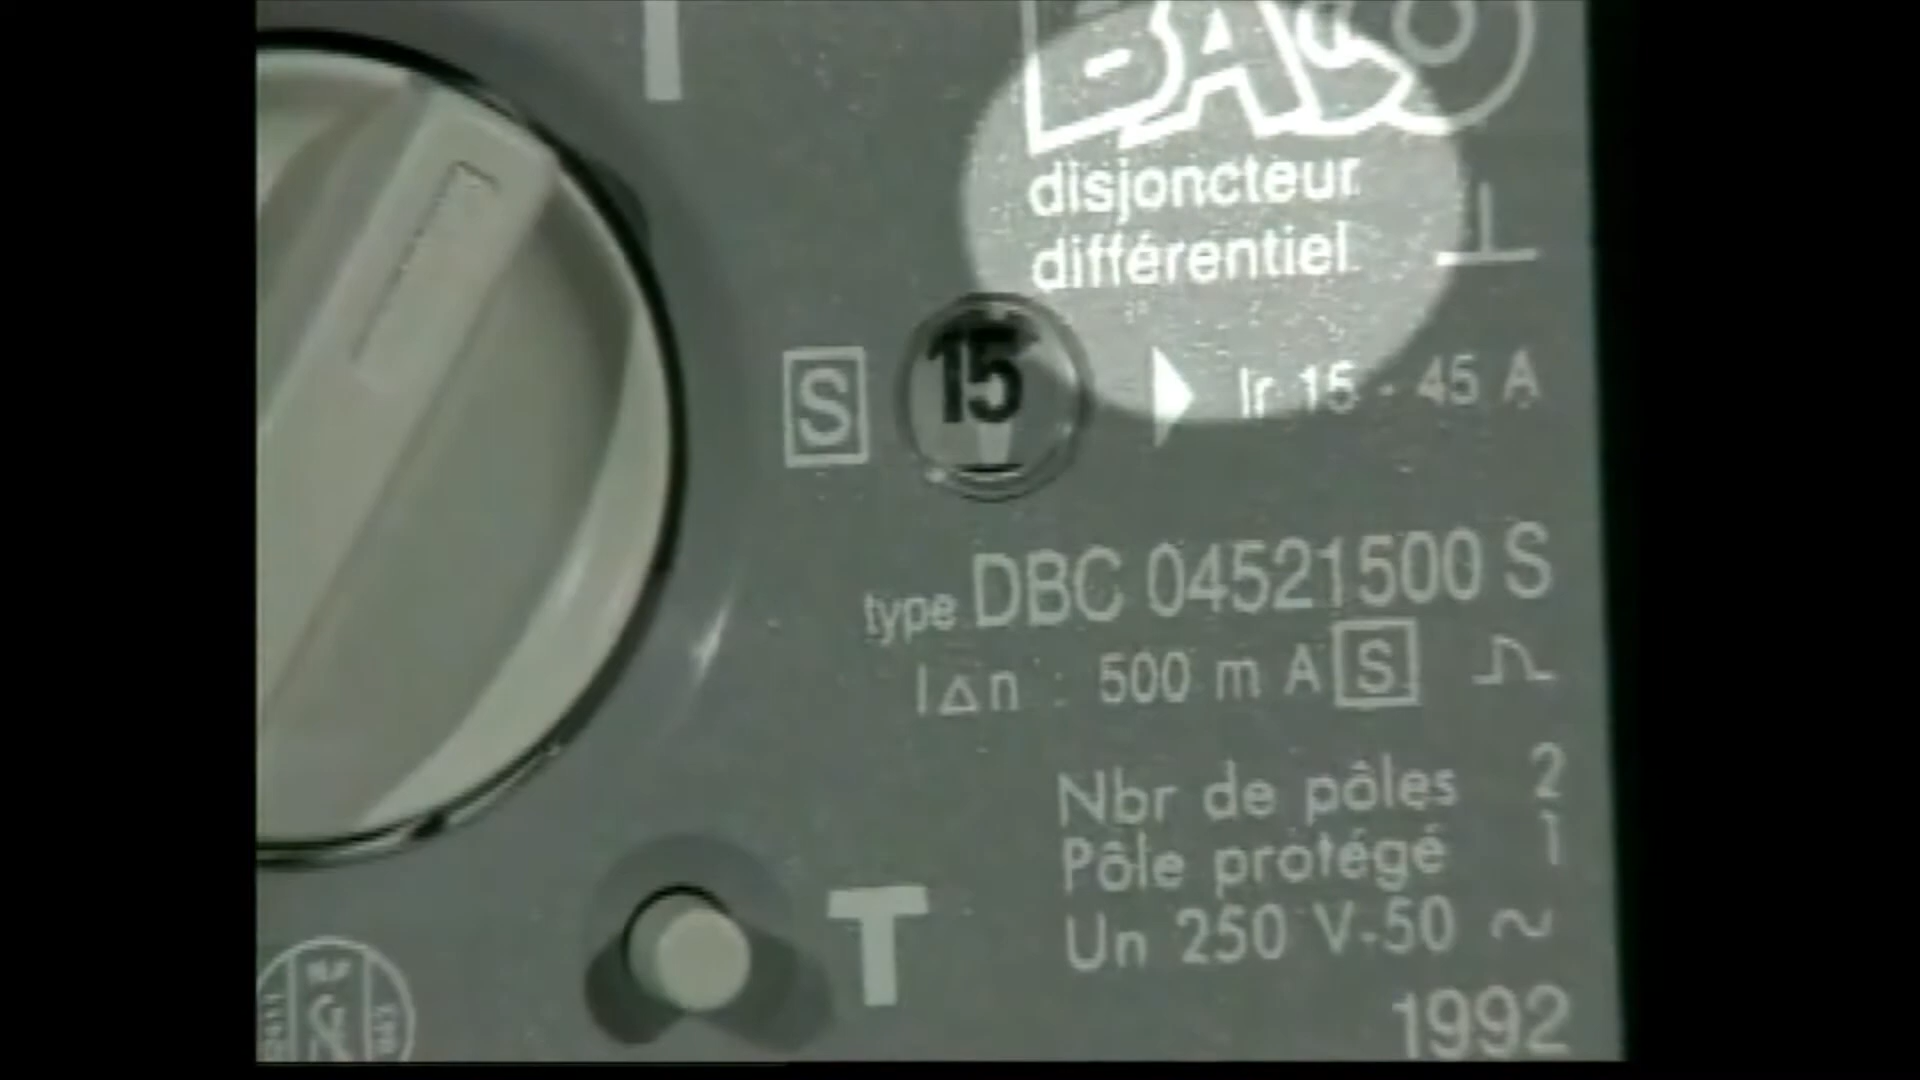 BACO
disjoncteur
différentiel
S
15
Ir 15 - 45 A
type DBC 04521500 S
I△n : 500 m A S
Nbr de pôles 2
Pôle protégé 1
Un 250 V-50 ~
T
1992